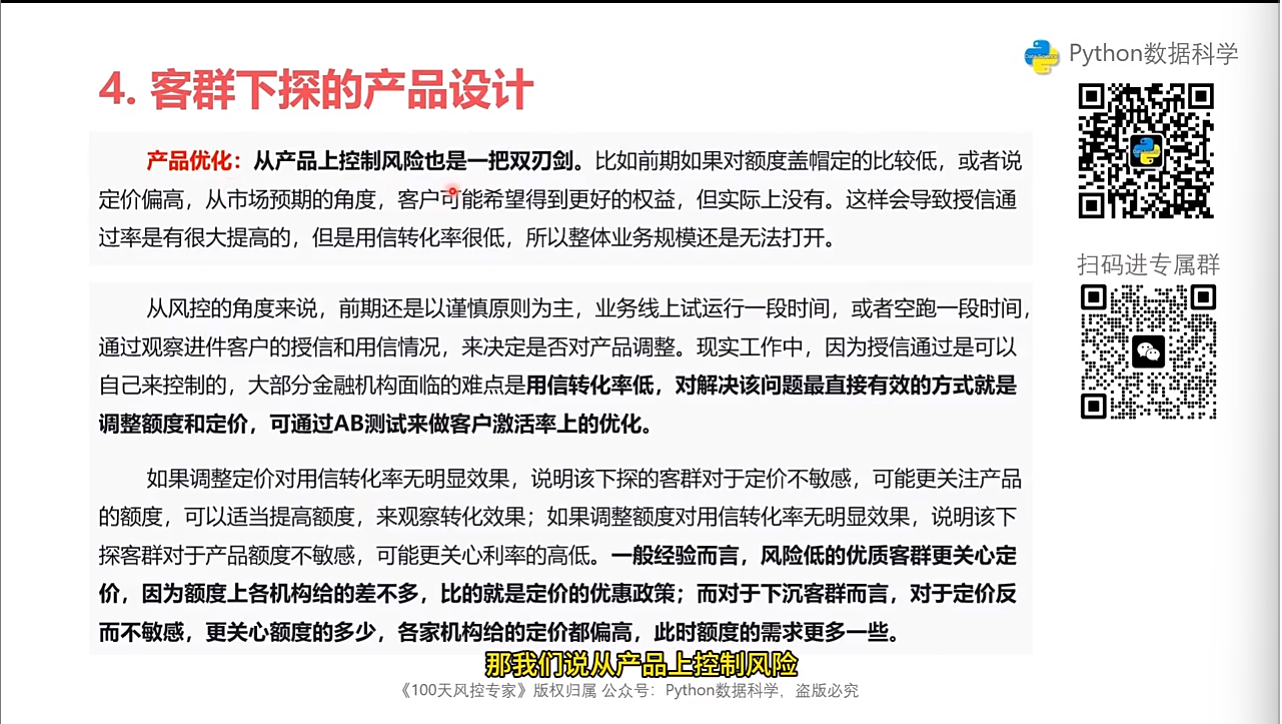 Python数据科学
4. 客群下探的产品设计
产品优化：从产品上控制风险也是一把双刃剑。比如前期如果对额度盖帽定的比较低，或者说
定价偏高，从市场预期的角度，客户可能希望得到更好的权益，但实际上没有。这样会导致授信通
过率是有很大提高的，但是用信转化率很低，所以整体业务规模还是无法打开。
扫码进专属群
从风控的角度来说，前期还是以谨慎原则为主，业务线上试运行一段时间，或者空跑一段时间，
通过观察进件客户的授信和用信情况，来决定是否对产品调整。现实工作中，因为授信通过是可以
自己来控制的，大部分金融机构面临的难点是用信转化率低，对解决该问题最直接有效的方式就是
调整额度和定价，可通过AB测试来做客户激活率上的优化。
如果调整定价对用信转化率无明显效果，说明该下探的客群对于定价不敏感，可能更关注产品
的额度，可以适当提高额度，来观察转化效果；如果调整额度对用信转化率无明显效果，说明该下
探客群对于产品额度不敏感，可能更关心利率的高低。一般经验而言，风险低的优质客群更关心定
价，因为额度上各机构给的差不多，比的就是定价的优惠政策；而对于下沉客群而言，对于定价反
而不敏感，更关心额度的多少，各家机构给的定价都偏高，此时额度的需求更多一些。
那我们说从产品上控制风险
《100天风控专家》版权归属 公众号：Python数据科学，盗版必究